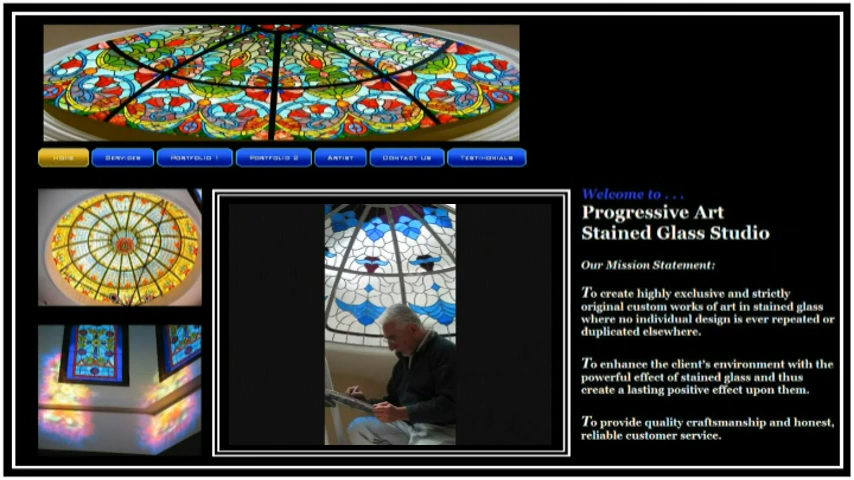 Home Services Portfolio 1 Portfolio 2 Artist Contact Us Testimonials
Welcome to . . .
Progressive Art
Stained Glass Studio
Our Mission Statement:
To create highly exclusive and strictly
original custom works of art in stained glass
where no individual design is ever repeated or
duplicated elsewhere.
To enhance the client's environment with the
powerful effect of stained glass and thus
create a lasting positive effect upon them.
To provide quality craftsmanship and honest,
reliable customer service.